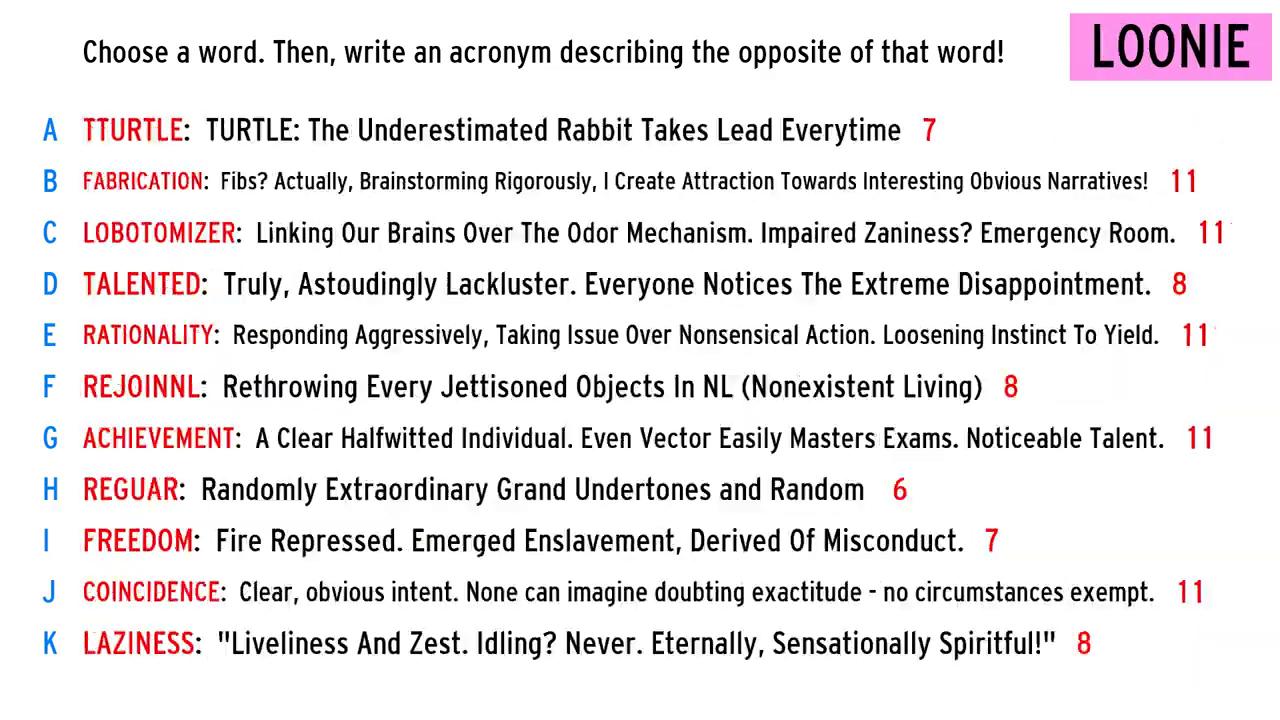 Choose a word. Then, write an acronym describing the opposite of that word!
LOONIE
A TTURTLE: TURTLE: The Underestimated Rabbit Takes Lead Everytime 7
B FABRICATION: Fibs? Actually, Brainstorming Rigorously, I Create Attraction Towards Interesting Obvious Narratives! 11
C LOBOTOMIZER: Linking Our Brains Over The Odor Mechanism. Impaired Zaniness? Emergency Room. 11
D TALENTED: Truly, Astoudingly Lackluster. Everyone Notices The Extreme Disappointment. 8
E RATIONALITY: Responding Aggressively, Taking Issue Over Nonsensical Action. Loosening Instinct To Yield. 11
F REJOINNL: Rethrowing Every Jettisoned Objects In NL (Nonexistent Living) 8
G ACHIEVEMENT: A Clear Halfwitted Individual. Even Vector Easily Masters Exams. Noticeable Talent. 11
H REGUAR: Randomly Extraordinary Grand Undertones and Random 6
I FREEDOM: Fire Repressed. Emerged Enslavement, Derived Of Misconduct. 7
J COINCIDENCE: Clear, obvious intent. None can imagine doubting exactitude - no circumstances exempt. 11
K LAZINESS: "Liveliness And Zest. Idling? Never. Eternally, Sensationally Spiritful!" 8